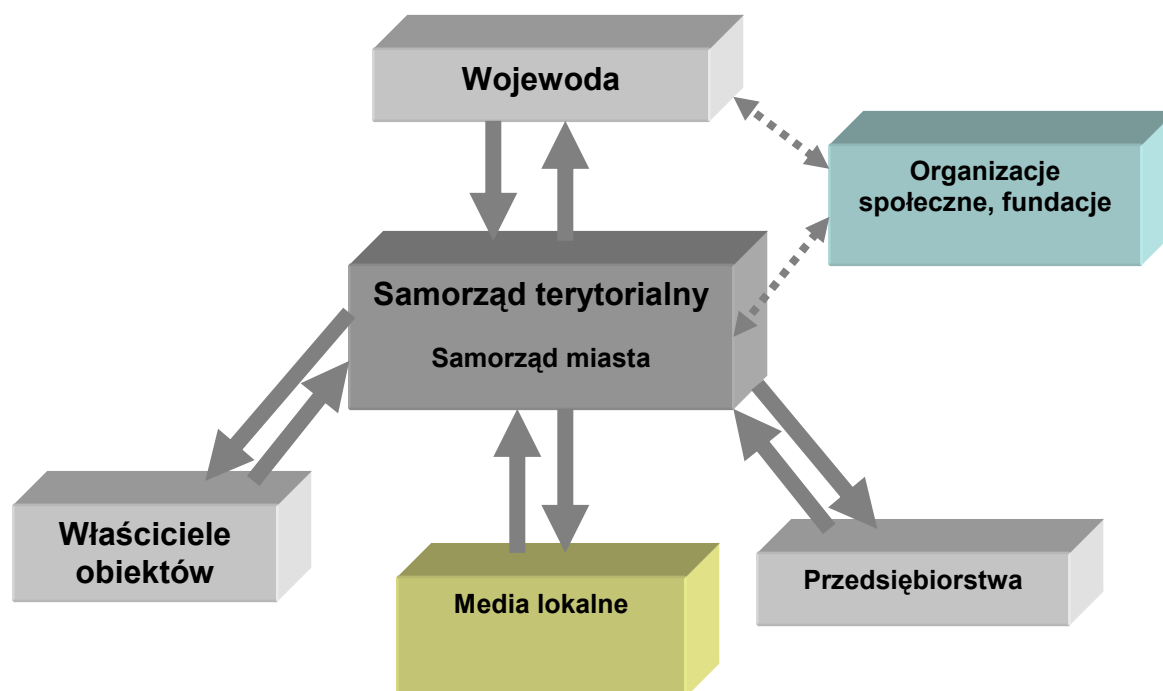 Wojewoda
Organizacje
społeczne, fundacje
Samorząd terytorialny
Samorząd miasta
Właściciele
obiektów
Media lokalne
Przedsiębiorstwa